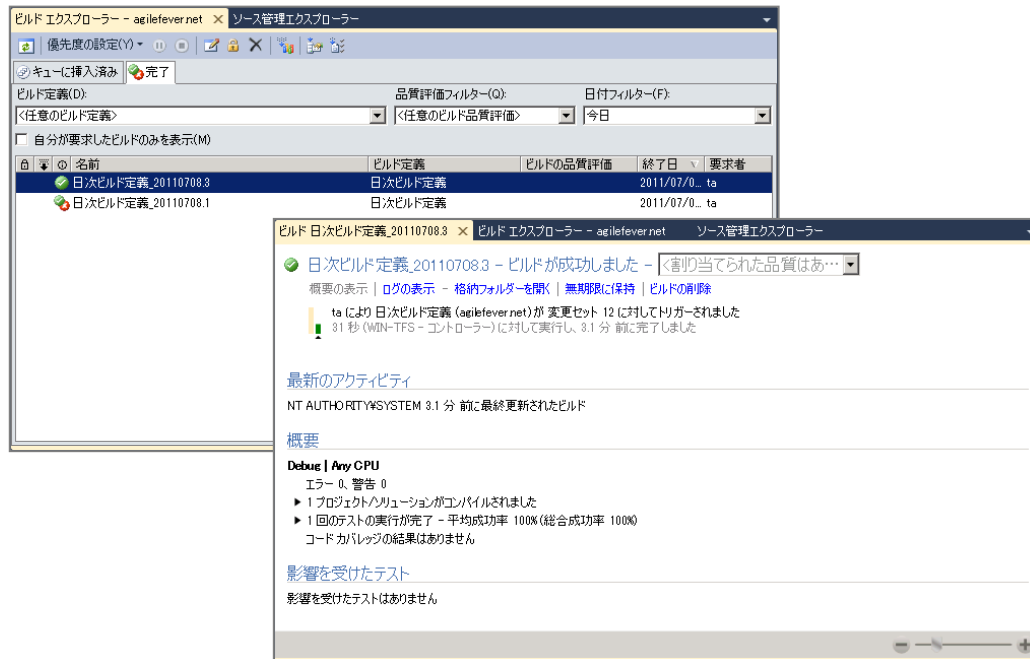 ビルド エクスプローラー - agilefever.net ソース管理エクスプローラー
優先度の設定(Y)
キューに挿入済み 完了
ビルド定義(D): 品質評価フィルター(Q): 日付フィルター(F):
<任意のビルド定義> <任意のビルド品質評価> 今日
自分が要求したビルドのみを表示(M)
名前 ビルド定義 ビルドの品質評価 終了日 要求者
日次ビルド定義_20110708.3 日次ビルド定義 2011/07/0... ta
日次ビルド定義_20110708.1 日次ビルド定義 2011/07/0... ta
ビルド 日次ビルド定義_20110708.3 ビルド エクスプローラー - agilefever.net ソース管理エクスプローラー
日次ビルド定義_20110708.3 - ビルドが成功しました - <割り当てられた品質はあ…
概要の表示 | ログの表示 - 格納フォルダーを開く | 無期限に保持 | ビルドの削除
ta により 日次ビルド定義 (agilefever.net) が 変更セット 12 に対してトリガーされました
31 秒 (WIN-TFS - コントローラー) に対して実行し、3.1 分 前に完了しました
最新のアクティビティ
NT AUTHORITY¥SYSTEM 3.1 分 前に最終更新されたビルド
概要
Debug | Any CPU
エラー 0、警告 0
1 プロジェクト/ソリューションがコンパイルされました
1 回のテストの実行が完了 - 平均成功率 100% (総合成功率 100%)
コード カバレッジの結果はありません
影響を受けたテスト
影響を受けたテストはありません